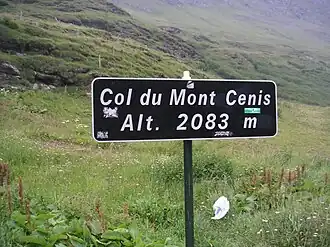 Col du Mont Cenis
Alt. 2083 m